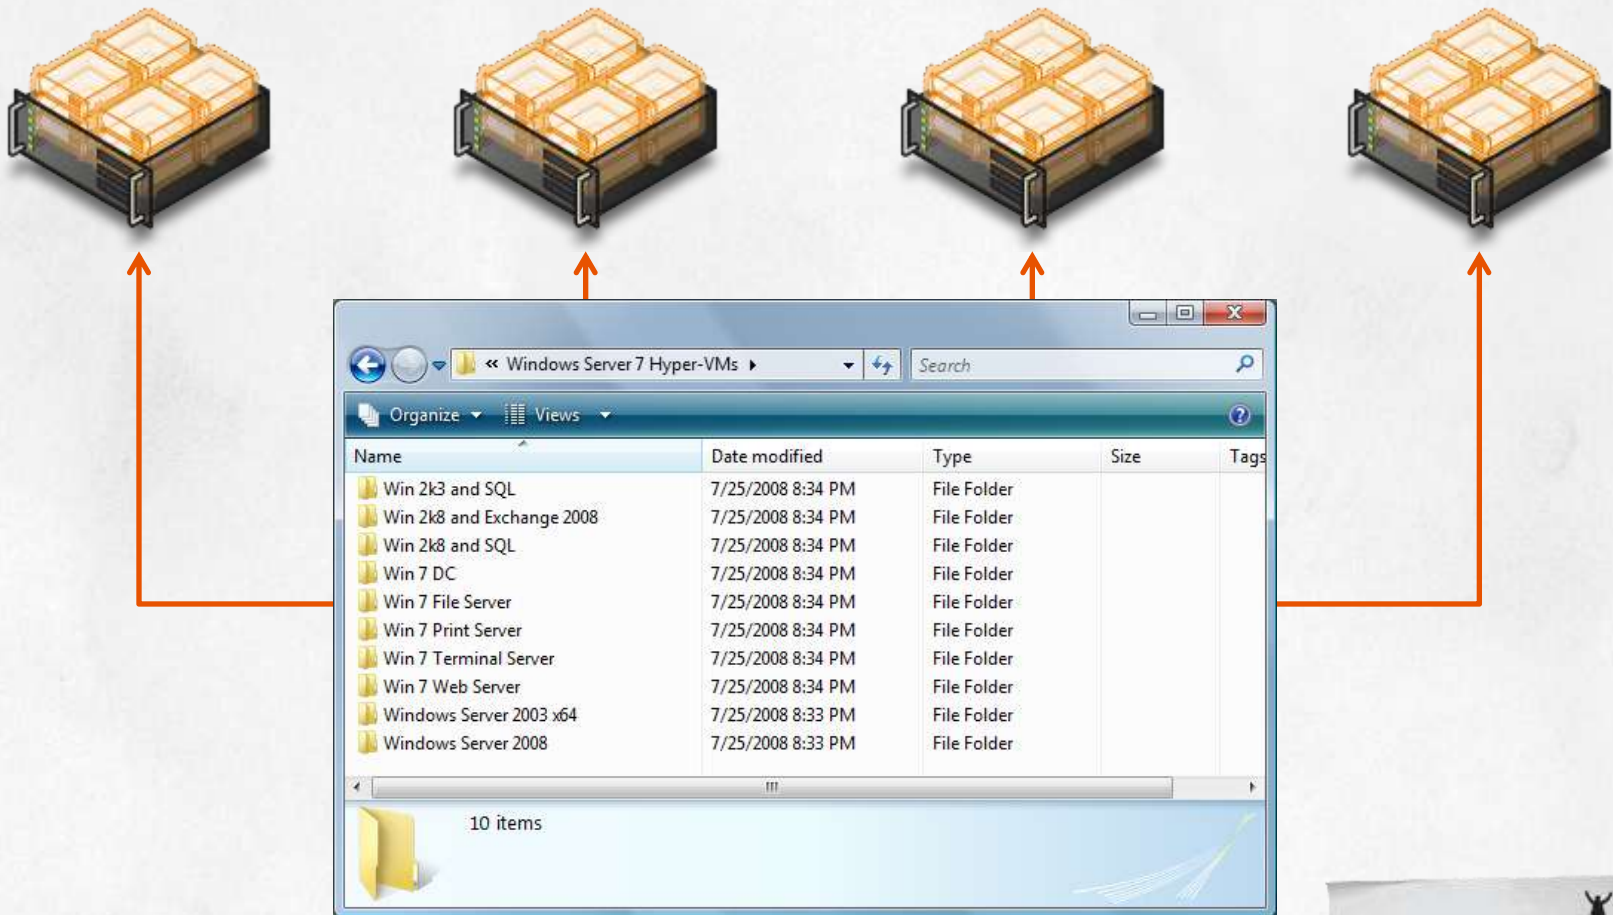 « Windows Server 7 Hyper-VMs
Search
Organize Views
Name Date modified Type Size Tags
Win 2k3 and SQL 7/25/2008 8:34 PM File Folder
Win 2k8 and Exchange 2008 7/25/2008 8:34 PM File Folder
Win 2k8 and SQL 7/25/2008 8:34 PM File Folder
Win 7 DC 7/25/2008 8:34 PM File Folder
Win 7 File Server 7/25/2008 8:34 PM File Folder
Win 7 Print Server 7/25/2008 8:34 PM File Folder
Win 7 Terminal Server 7/25/2008 8:34 PM File Folder
Win 7 Web Server 7/25/2008 8:34 PM File Folder
Windows Server 2003 x64 7/25/2008 8:33 PM File Folder
Windows Server 2008 7/25/2008 8:33 PM File Folder
10 items